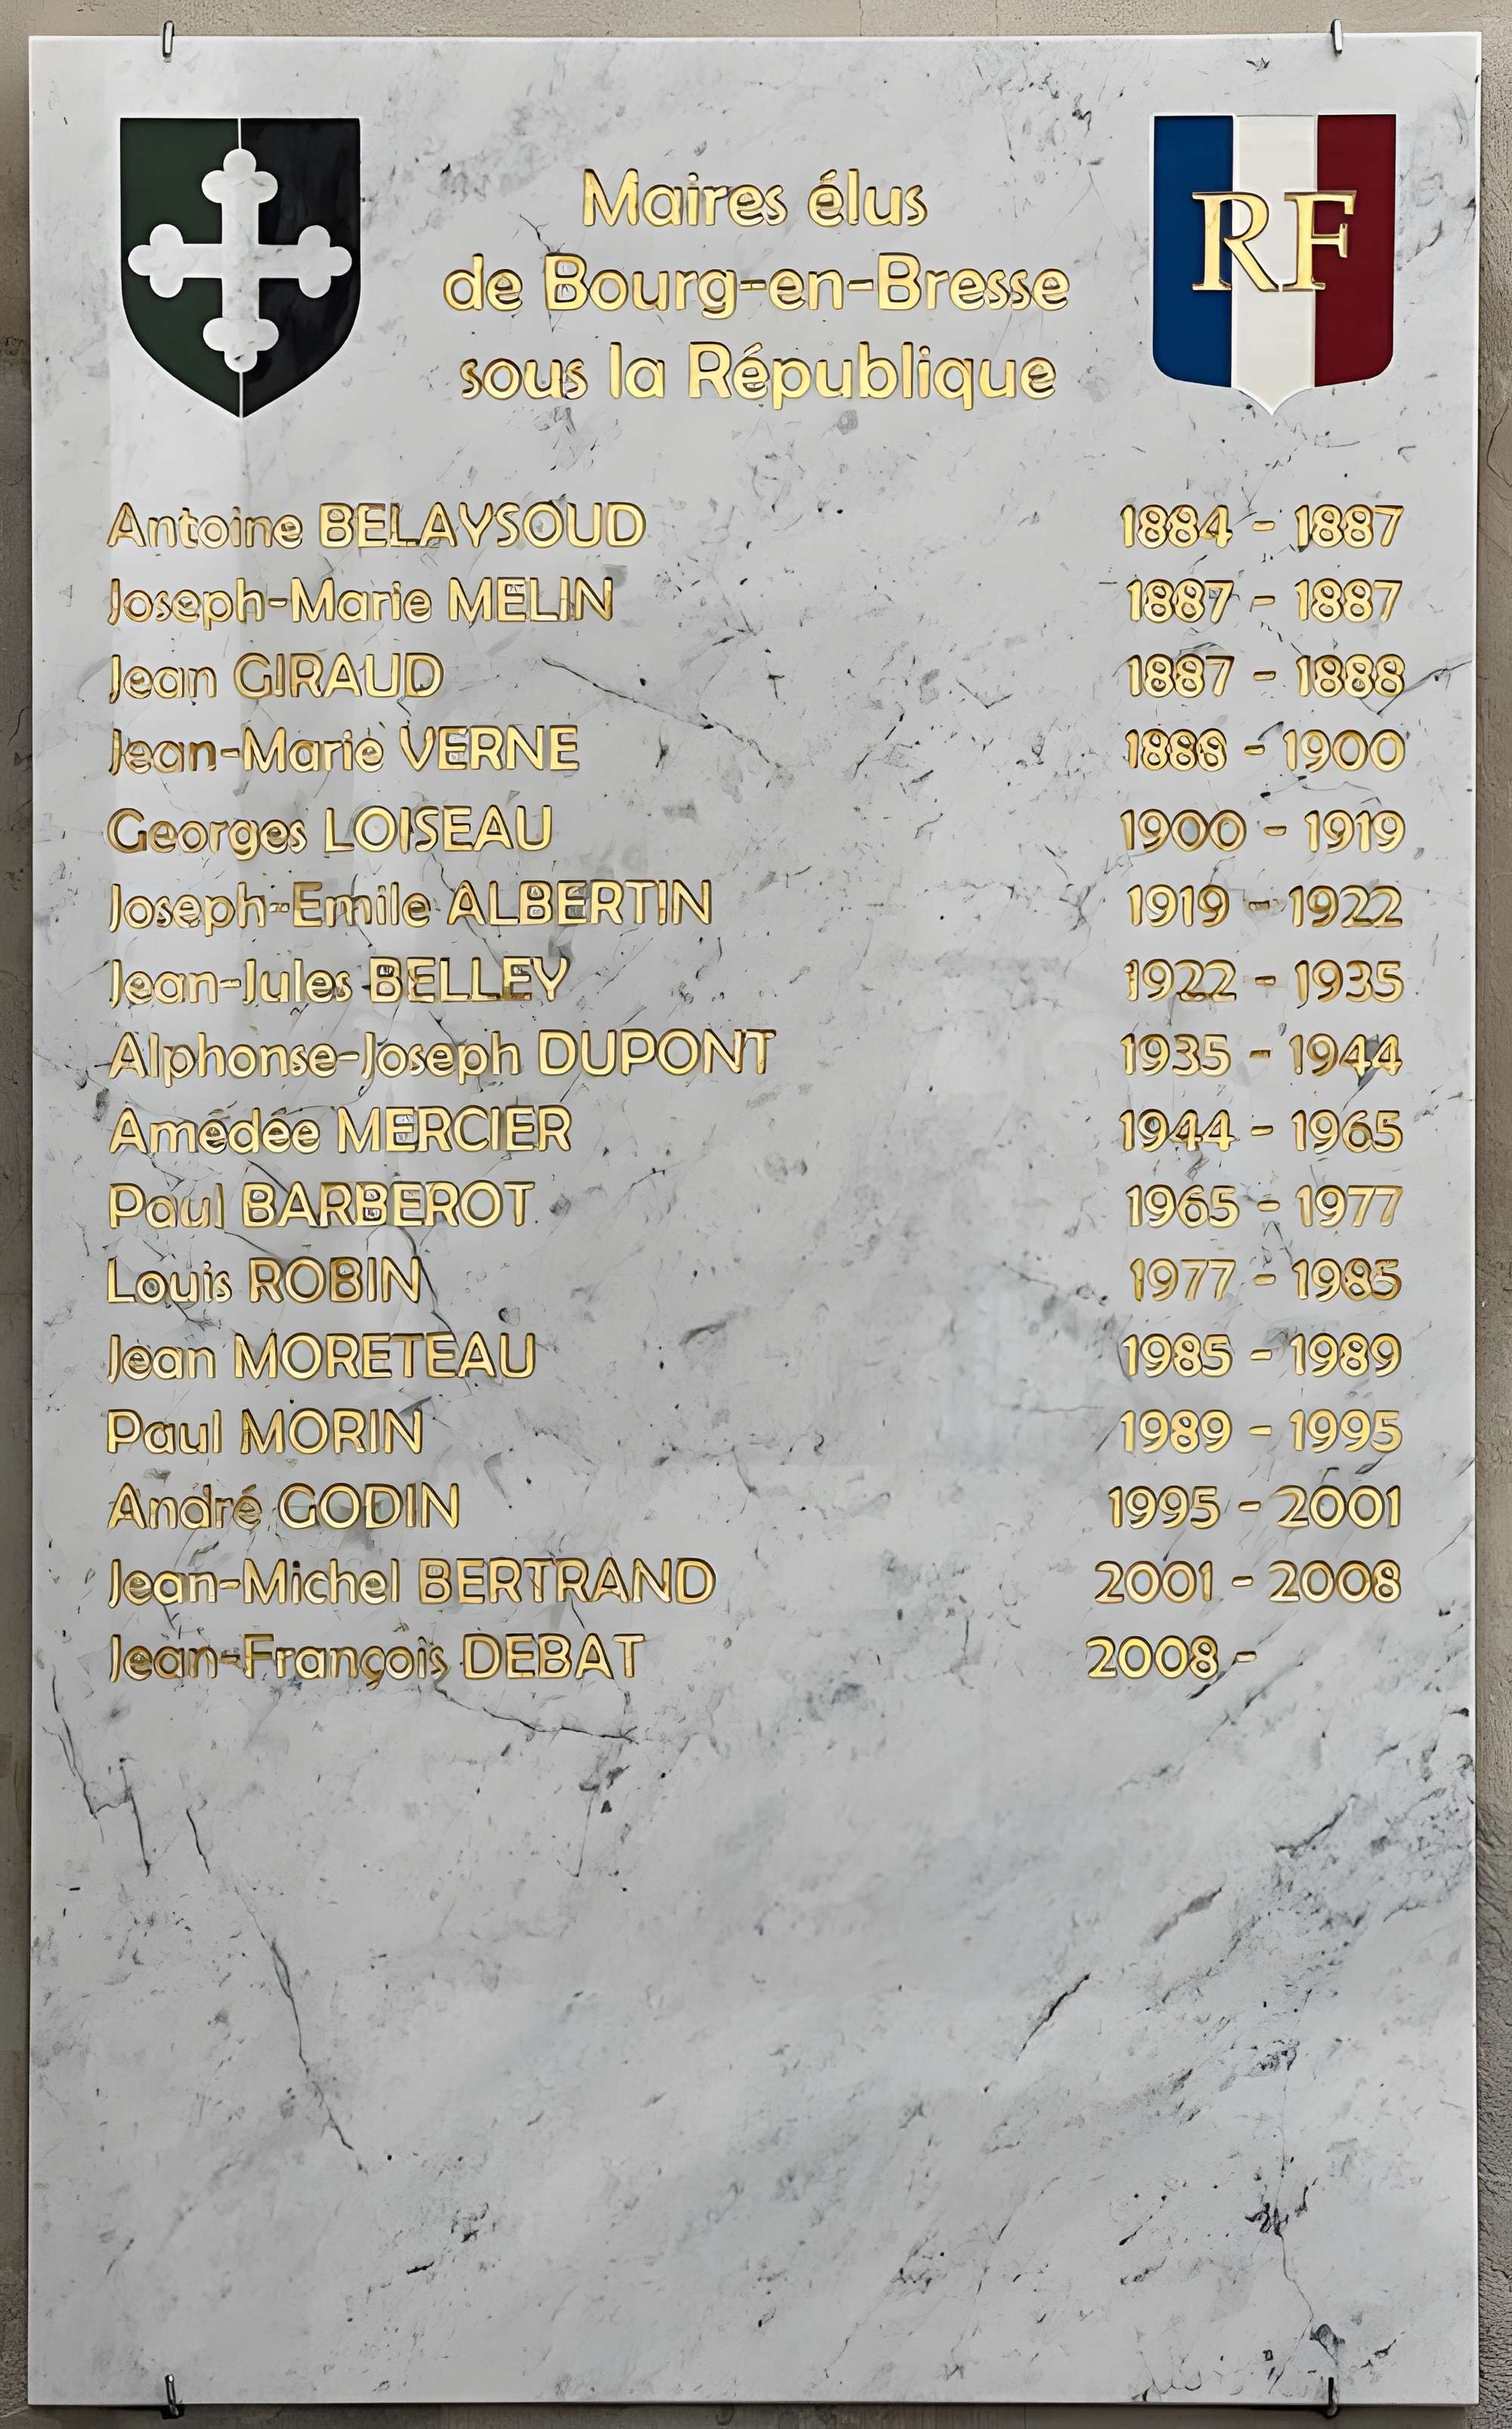 Maires élus
de Bourg-en-Bresse
sous la République
RF
Antoine BELAYSOUD 1884 - 1887
Joseph-Marie MELIN 1887 - 1887
Jean GIRAUD 1887 - 1888
Jean-Marie VERNE 1888 - 1900
Georges LOISEAU 1900 - 1919
Joseph-Emile ALBERTIN 1919 - 1922
Jean-Jules BELLEY 1922 - 1935
Alphonse-Joseph DUPONT 1935 - 1944
Amédée MERCIER 1944 - 1965
Paul BARBEROT 1965 - 1977
Louis ROBIN 1977 - 1985
Jean MORETEAU 1985 - 1989
Paul MORIN 1989 - 1995
André GODIN 1995 - 2001
Jean-Michel BERTRAND 2001 - 2008
Jean-François DEBAT 2008 -